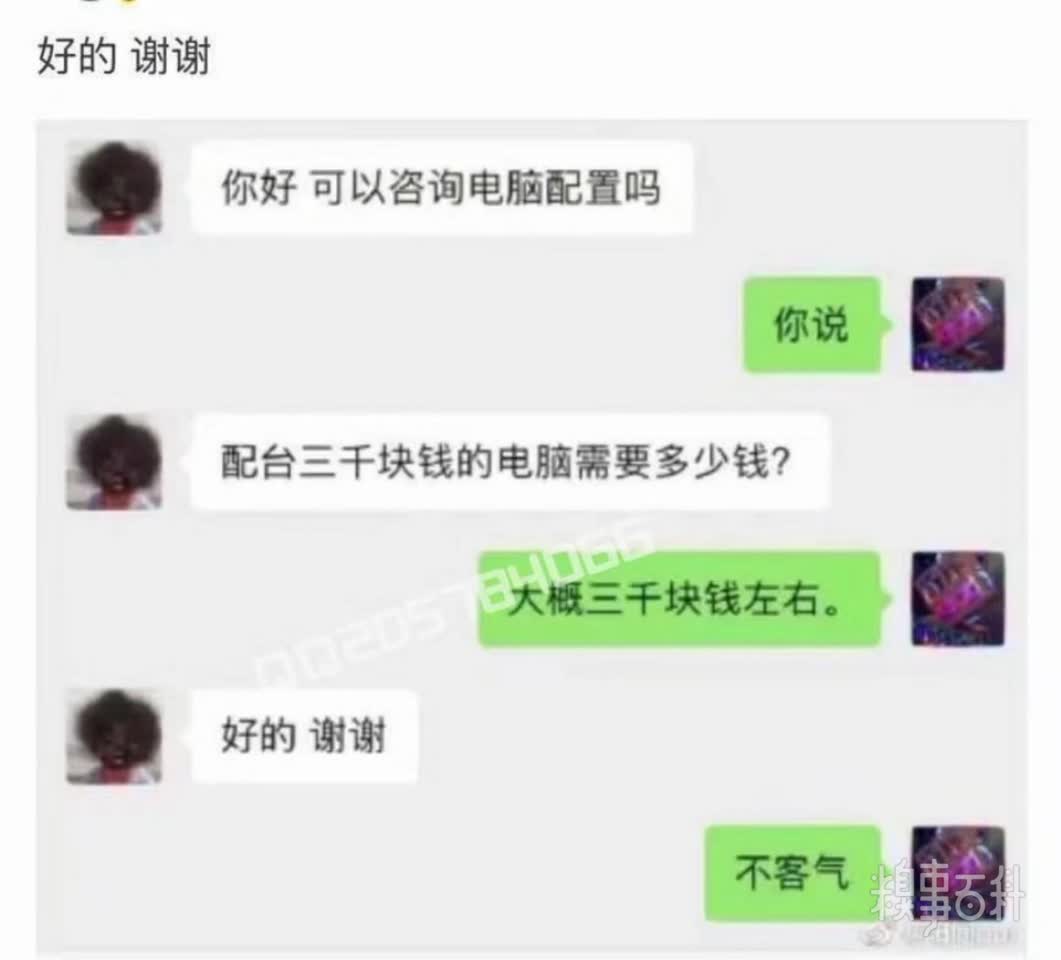 好的 谢谢
你好 可以咨询电脑配置吗
你说
配台三千块钱的电脑需要多少钱？
大概三千块钱左右。
QQ205784066
好的 谢谢
不客气
糗事百科